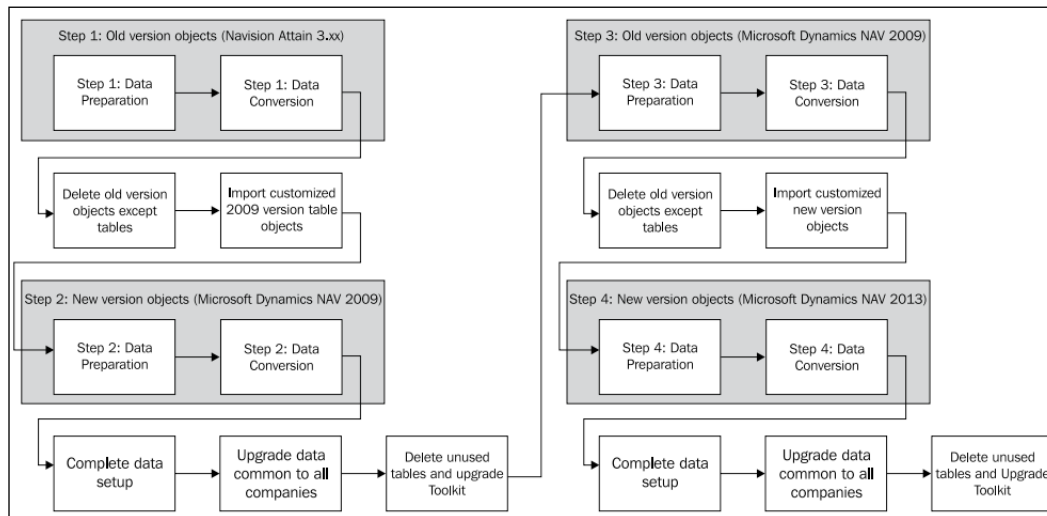 Step 1: Old version objects (Navision Attain 3.xx)
Step 1: Data
Preparation
Step 1: Data
Conversion
Delete old version
objects except
tables
Import customized
2009 version table
objects
Step 2: New version objects (Microsoft Dynamics NAV 2009)
Step 2: Data
Preparation
Step 2: Data
Conversion
Complete data
setup
Upgrade data
common to all
companies
Delete unused
tables and upgrade
Toolkit
Step 3: Old version objects (Microsoft Dynamics NAV 2009)
Step 3: Data
Preparation
Step 3: Data
Conversion
Delete old version
objects except
tables
Import customized
new version
objects
Step 4: New version objects (Microsoft Dynamics NAV 2013)
Step 4: Data
Preparation
Step 4: Data
Conversion
Complete data
setup
Upgrade data
common to all
companies
Delete unused
tables and Upgrade
Toolkit